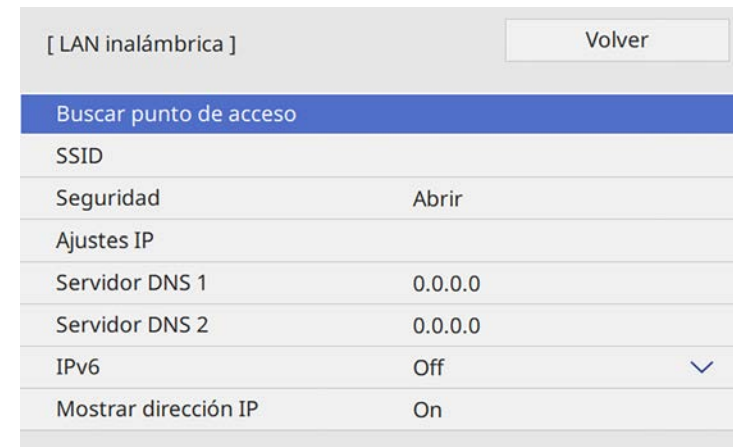 [ LAN inalámbrica ] Volver
Buscar punto de acceso
SSID
Seguridad Abrir
Ajustes IP
Servidor DNS 1 0.0.0.0
Servidor DNS 2 0.0.0.0
IPv6 Off
Mostrar dirección IP On